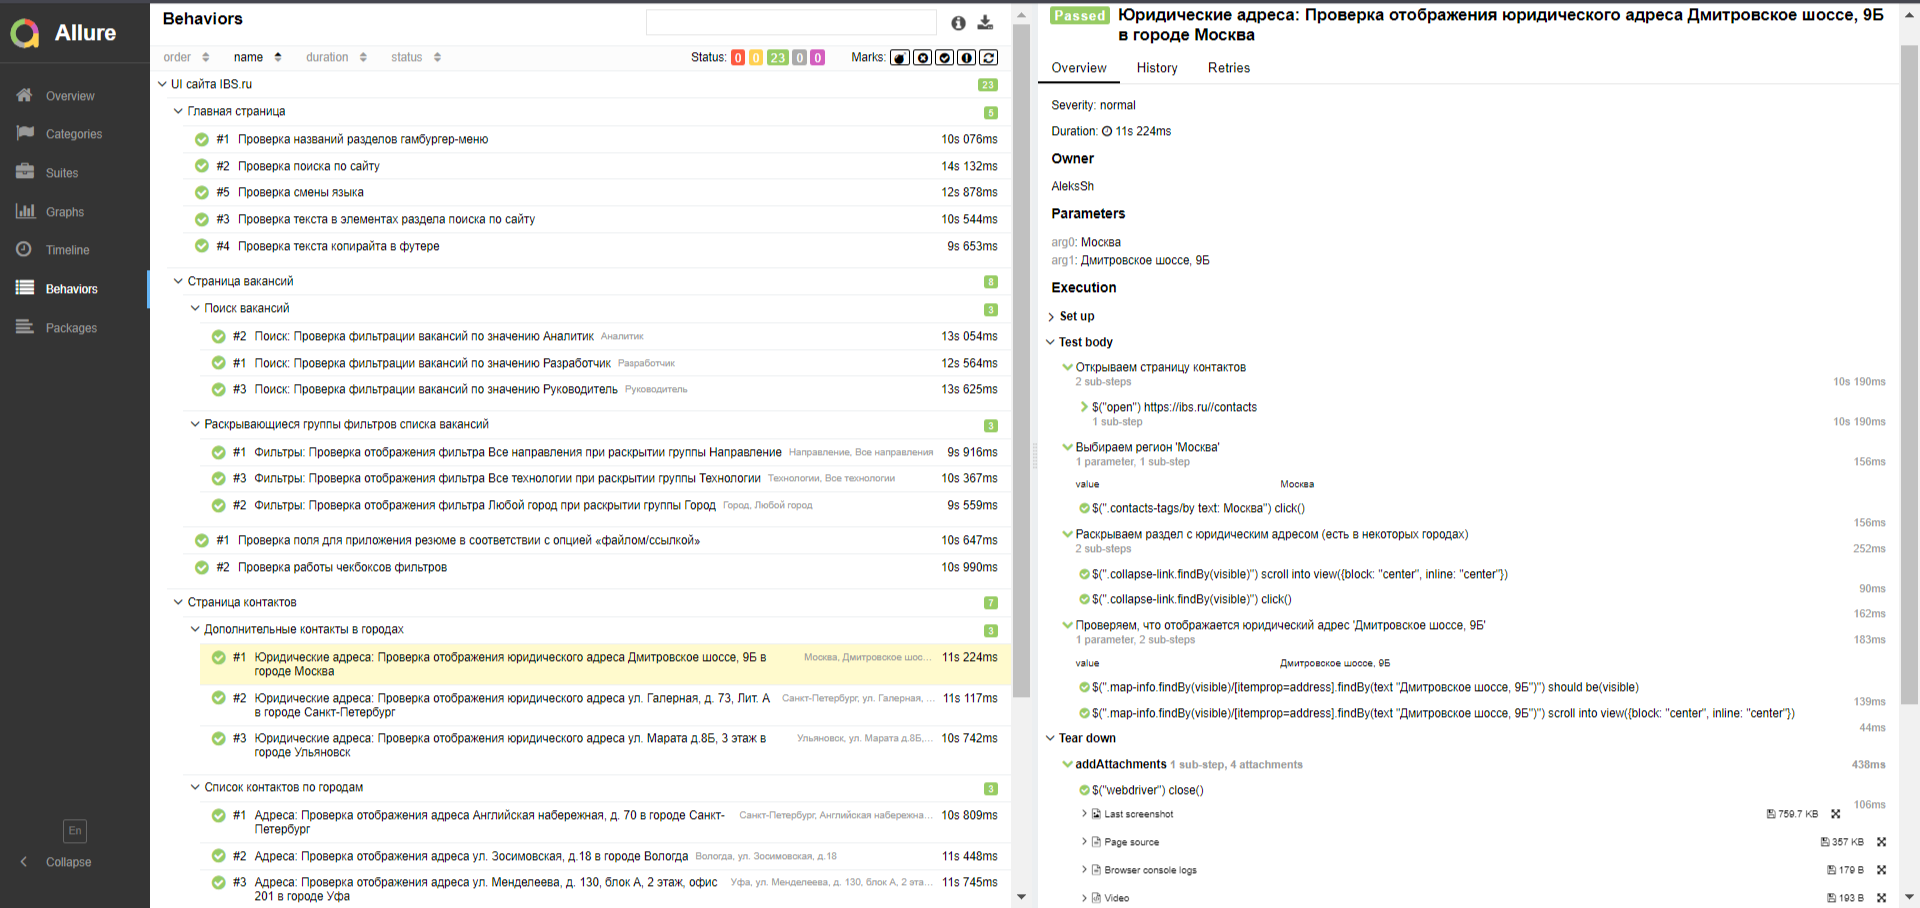 Allure
Overview
Categories
Suites
Graphs
Timeline
Behaviors
Packages
En
Collapse
Behaviors
order name duration status
Status: 0 0 23 0 0 Marks:
UI сайта IBS.ru 23
Главная страница 5
#1 Проверка названий разделов гамбургер-меню 10s 076ms
#2 Проверка поиска по сайту 14s 132ms
#5 Проверка смены языка 12s 878ms
#3 Проверка текста в элементах раздела поиска по сайту 10s 544ms
#4 Проверка текста копирайта в футере 9s 653ms
Страница вакансий 8
Поиск вакансий 3
#2 Поиск: Проверка фильтрации вакансий по значению Аналитик Аналитик 13s 054ms
#1 Поиск: Проверка фильтрации вакансий по значению Разработчик Разработчик 12s 564ms
#3 Поиск: Проверка фильтрации вакансий по значению Руководитель Руководитель 13s 625ms
Раскрывающиеся группы фильтров списка вакансий 3
#1 Фильтры: Проверка отображения фильтра Все направления при раскрытии группы Направление Направление, Все направления 9s 916ms
#3 Фильтры: Проверка отображения фильтра Все технологии при раскрытии группы Технологии Технологии, Все технологии 10s 367ms
#2 Фильтры: Проверка отображения фильтра Любой город при раскрытии группы Город Город, Любой город 9s 559ms
#1 Проверка поля для приложения резюме в соответствии с опцией «файлом/ссылкой» 10s 647ms
#2 Проверка работы чекбоксов фильтров 10s 990ms
Страница контактов 7
Дополнительные контакты в городах 3
#1 Юридические адреса: Проверка отображения юридического адреса Дмитровское шоссе, 9Б в Москва, Дмитровское шос... 11s 224ms
городе Москва
#2 Юридические адреса: Проверка отображения юридического адреса ул. Галерная, д. 73, Лит. А Санкт-Петербург, ул. Галерная, ... 11s 117ms
в городе Санкт-Петербург
#3 Юридические адреса: Проверка отображения юридического адреса ул. Марата д.8Б, 3 этаж в Ульяновск, ул. Марата д.8Б,... 10s 742ms
городе Ульяновск
Список контактов по городам 3
#1 Адреса: Проверка отображения адреса Английская набережная, д. 70 в городе Санкт- Санкт-Петербург, Английская набережна... 10s 809ms
Петербург
#2 Адреса: Проверка отображения адреса ул. Зосимовская, д.18 в городе Вологда Вологда, ул. Зосимовская, д.18 11s 448ms
#3 Адреса: Проверка отображения адреса ул. Менделеева, д. 130, блок А, 2 этаж, офис Уфа, ул. Менделеева, д. 130, блок А, 2 эта... 11s 745ms
201 в городе Уфа
Passed Юридические адреса: Проверка отображения юридического адреса Дмитровское шоссе, 9Б
в городе Москва
Overview History Retries
Severity: normal
Duration: 11s 224ms
Owner
AleksSh
Parameters
arg0: Москва
arg1: Дмитровское шоссе, 9Б
Execution
Set up
Test body
Открываем страницу контактов
2 sub-steps 10s 190ms
$("open") https://ibs.ru//contacts
1 sub-step 10s 190ms
Выбираем регион 'Москва'
1 parameter, 1 sub-step 156ms
value Москва
$(".contacts-tags/by text: Москва") click()
156ms
Раскрываем раздел с юридическим адресом (есть в некоторых городах)
2 sub-steps 252ms
$(".collapse-link.findBy(visible)") scroll into view({block: "center", inline: "center"})
90ms
$(".collapse-link.findBy(visible)") click()
162ms
Проверяем, что отображается юридический адрес 'Дмитровское шоссе, 9Б'
1 parameter, 2 sub-steps 183ms
value Дмитровское шоссе, 9Б
$(".map-info.findBy(visible)/[itemprop=address].findBy(text "Дмитровское шоссе, 9Б")") should be(visible)
139ms
$(".map-info.findBy(visible)/[itemprop=address].findBy(text "Дмитровское шоссе, 9Б")") scroll into view({block: "center", inline: "center"})
44ms
Tear down
addAttachments 1 sub-step, 4 attachments 438ms
$("webdriver") close()
106ms
Last screenshot 759.7 KB
Page source 357 KB
Browser console logs 179 B
Video 193 B